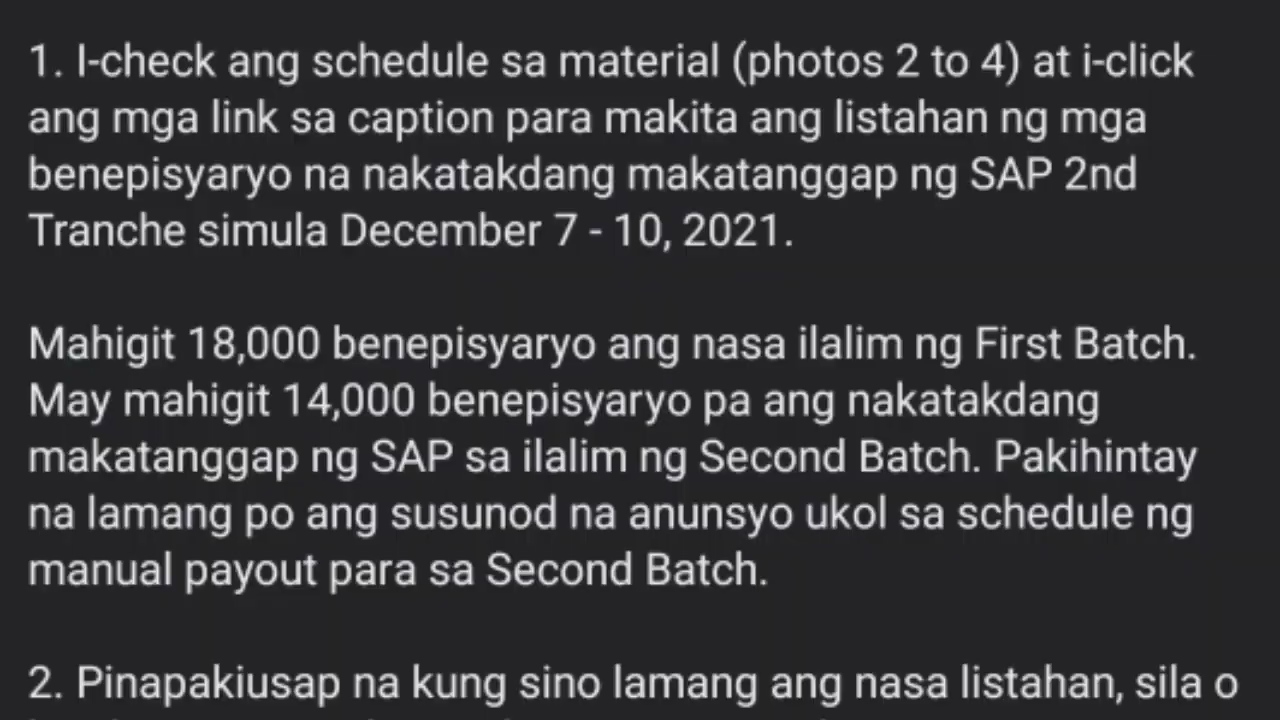 1. I-check ang schedule sa material (photos 2 to 4) at i-click
ang mga link sa caption para makita ang listahan ng mga
benepisyaryo na nakatakdang makatanggap ng SAP 2nd
Tranche simula December 7 - 10, 2021.
Mahigit 18,000 benepisyaryo ang nasa ilalim ng First Batch.
May mahigit 14,000 benepisyaryo pa ang nakatakdang
makatanggap ng SAP sa ilalim ng Second Batch. Pakihintay
na lamang po ang susunod na anunsyo ukol sa schedule ng
manual payout para sa Second Batch.
2. Pinapakiusap na kung sino lamang ang nasa listahan, sila o